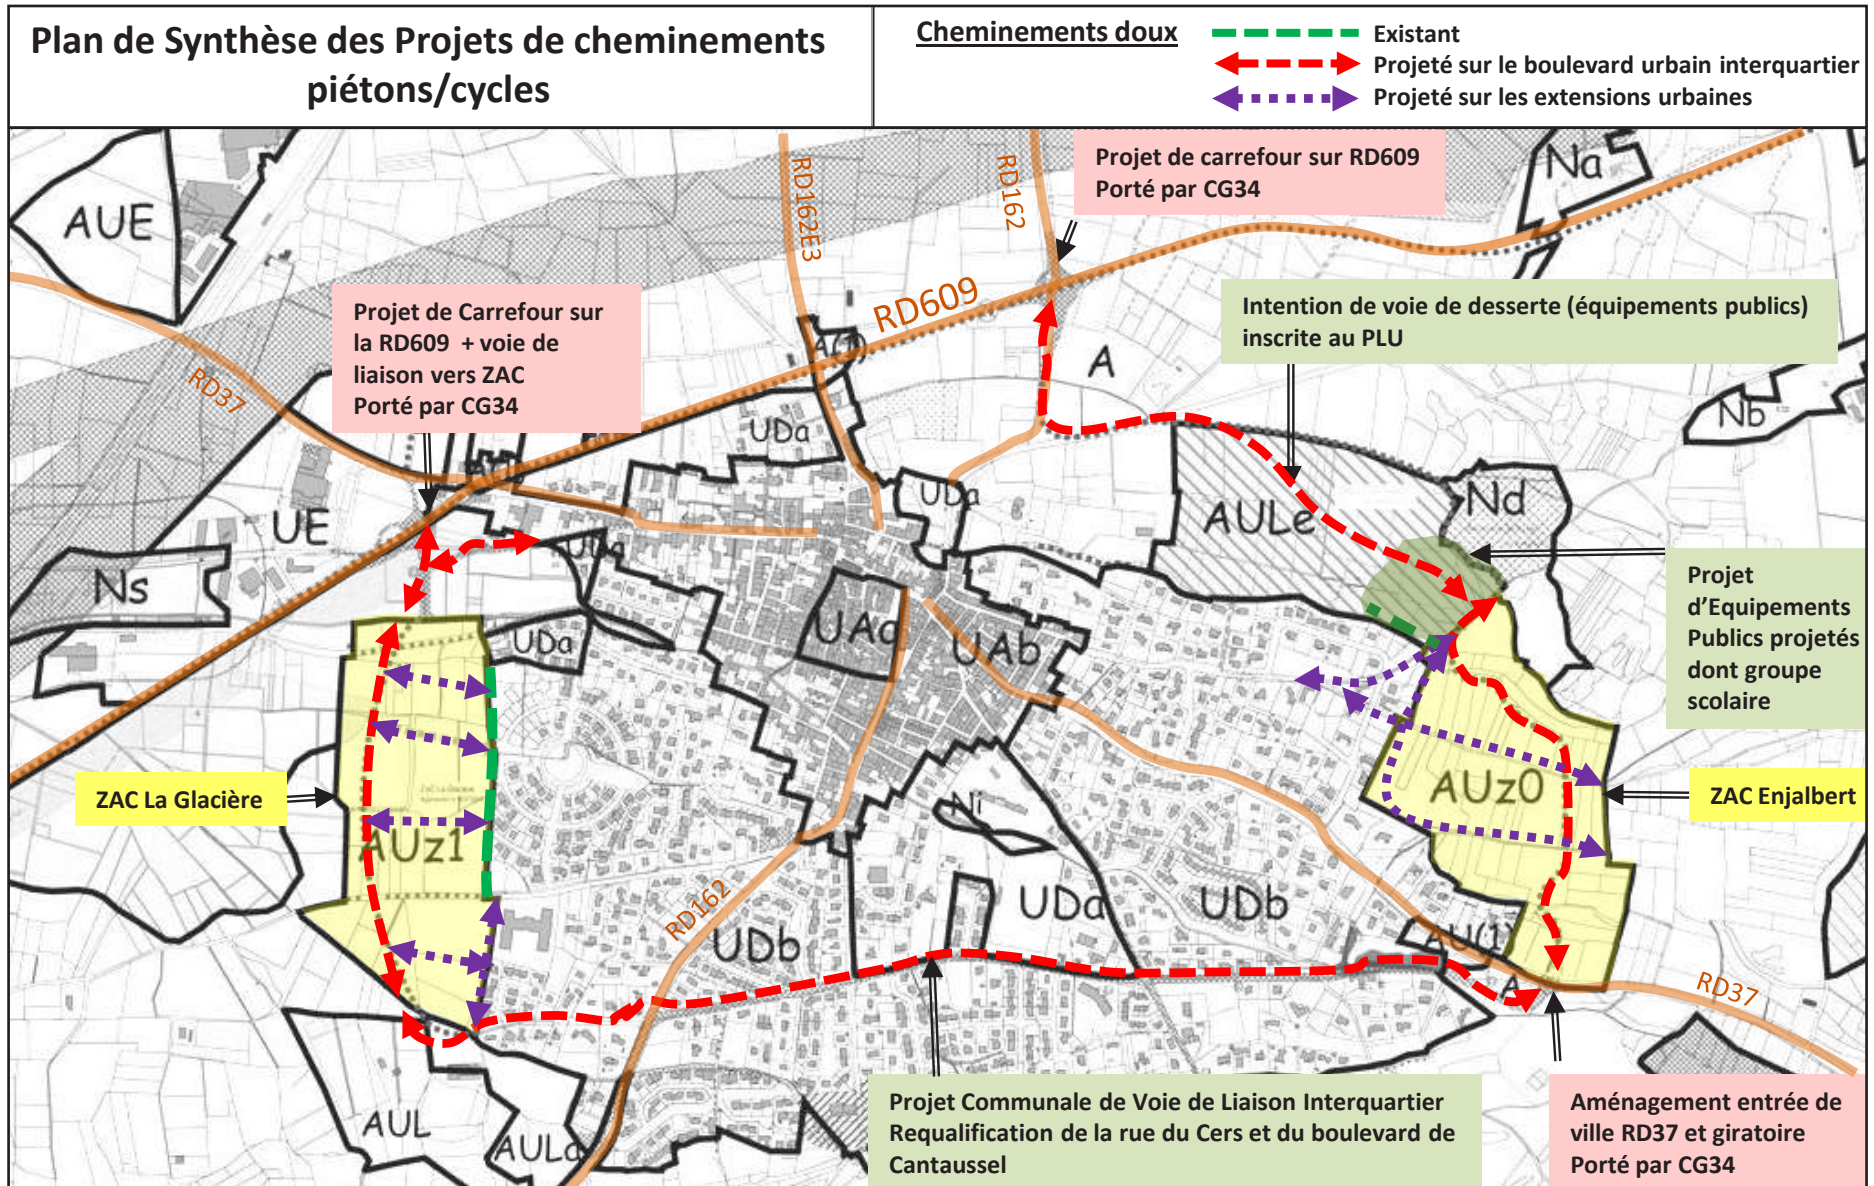 Plan de Synthèse des Projets de cheminements
piétons/cycles
Cheminements doux
Existant
Projeté sur le boulevard urbain interquartier
Projeté sur les extensions urbaines
Projet de carrefour sur RD609
Porté par CG34
Na
AUE
RD162E3
RD162
RD609
Projet de Carrefour sur
la RD609 + voie de
liaison vers ZAC
Porté par CG34
Intention de voie de desserte (équipements publics)
inscrite au PLU
A(1)
A
RD37
Nb
UDa
UDa
UE
AULe
Nd
UDa
Ns
Projet
d'Equipements
Publics projetés
dont groupe
scolaire
UDa
UAa
UAb
ZAC La Glacière
AUz0
ZAC Enjalbert
Ni
AUz1
RD162
UDb
UDa
UDb
AU(1)
A
RD37
AUL
AULa
Projet Communale de Voie de Liaison Interquartier
Requalification de la rue du Cers et du boulevard de
Cantaussel
Aménagement entrée de
ville RD37 et giratoire
Porté par CG34